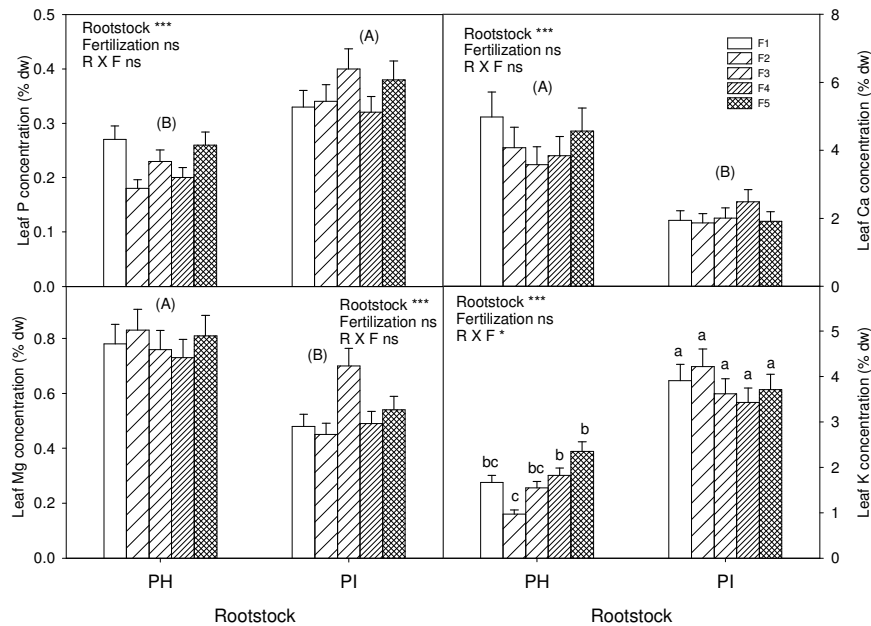 Rootstock ***
Fertilization ns
R X F ns
(A)
(B)
0.5
0.4
0.3
0.2
0.1
0.0
Leaf P concentration (% dw)
Rootstock ***
Fertilization ns
R X F ns
(A)
(B)
F1
F2
F3
F4
F5
8
6
4
2
0
Leaf Ca concentration (% dw)
(A)
Rootstock ***
Fertilization ns
R X F ns
(B)
0.8
0.6
0.4
0.2
0.0
Leaf Mg concentration (% dw)
PH
PI
Rootstock
Rootstock ***
Fertilization ns
R X F *
bc
c
bc
b
b
a
a
a
a
a
5
4
3
2
1
0
Leaf K concentration (% dw)
PH
PI
Rootstock